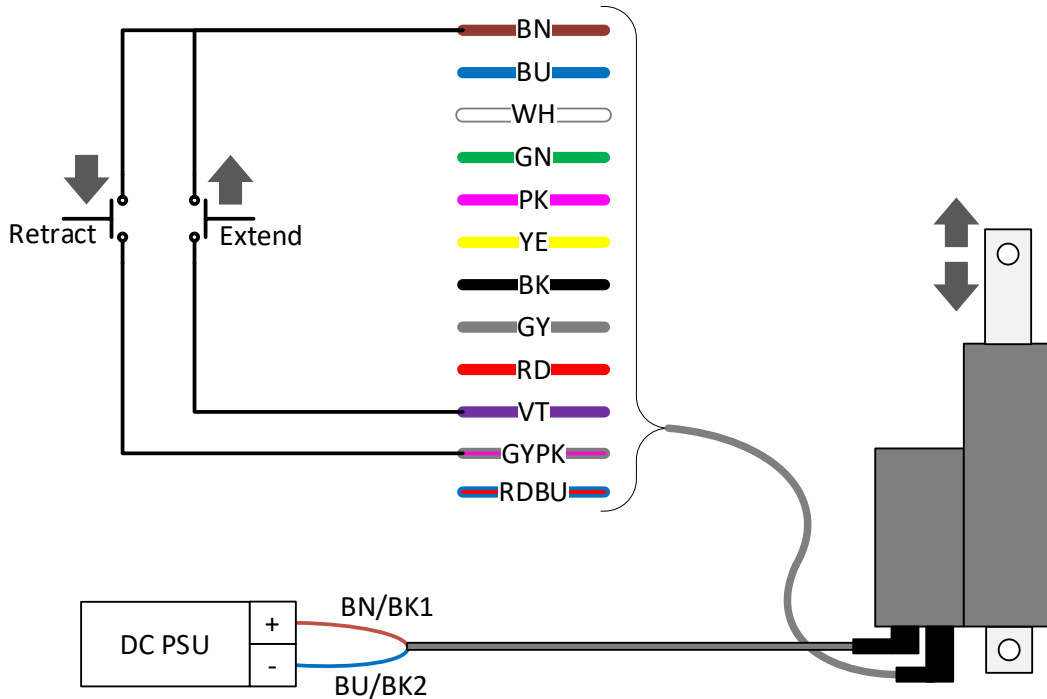 BN
BU
WH
GN
PK
YE
BK
GY
RD
VT
GYPK
RDBU
Retract
Extend
DC PSU
+
-
BN/BK1
BU/BK2